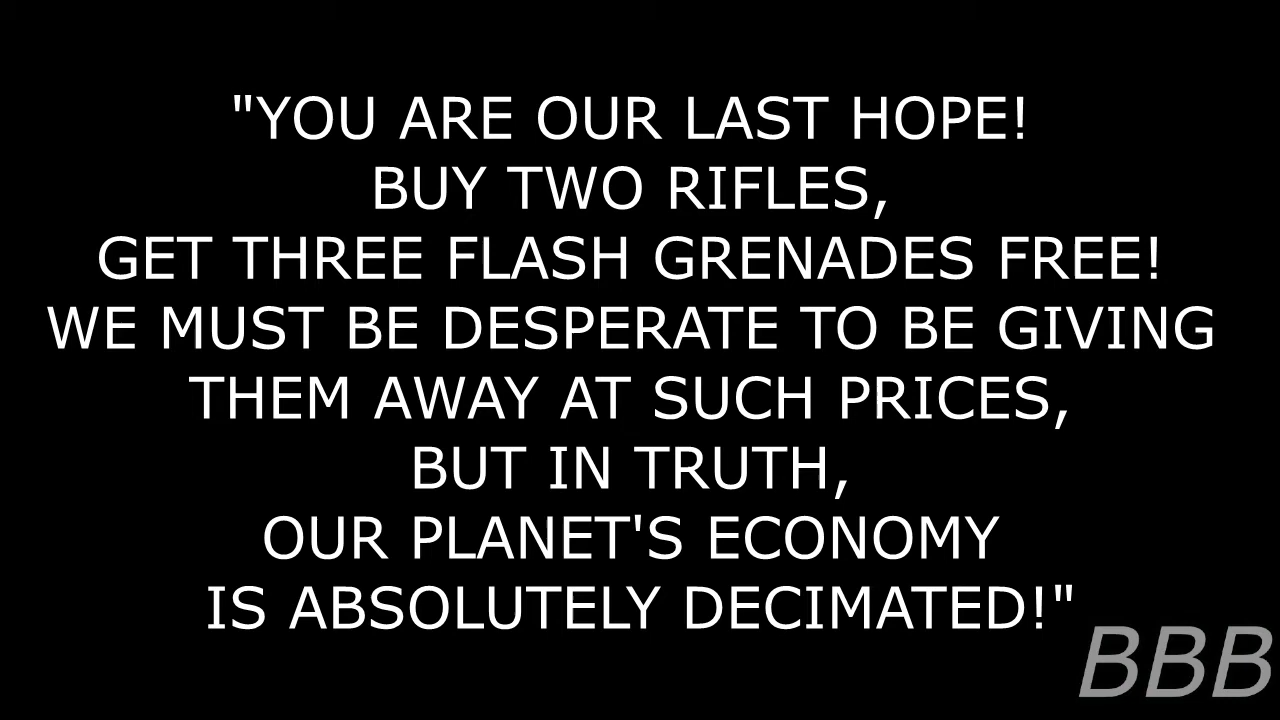 "YOU ARE OUR LAST HOPE!
BUY TWO RIFLES,
GET THREE FLASH GRENADES FREE!
WE MUST BE DESPERATE TO BE GIVING
THEM AWAY AT SUCH PRICES,
BUT IN TRUTH,
OUR PLANET'S ECONOMY
IS ABSOLUTELY DECIMATED!"
BBB